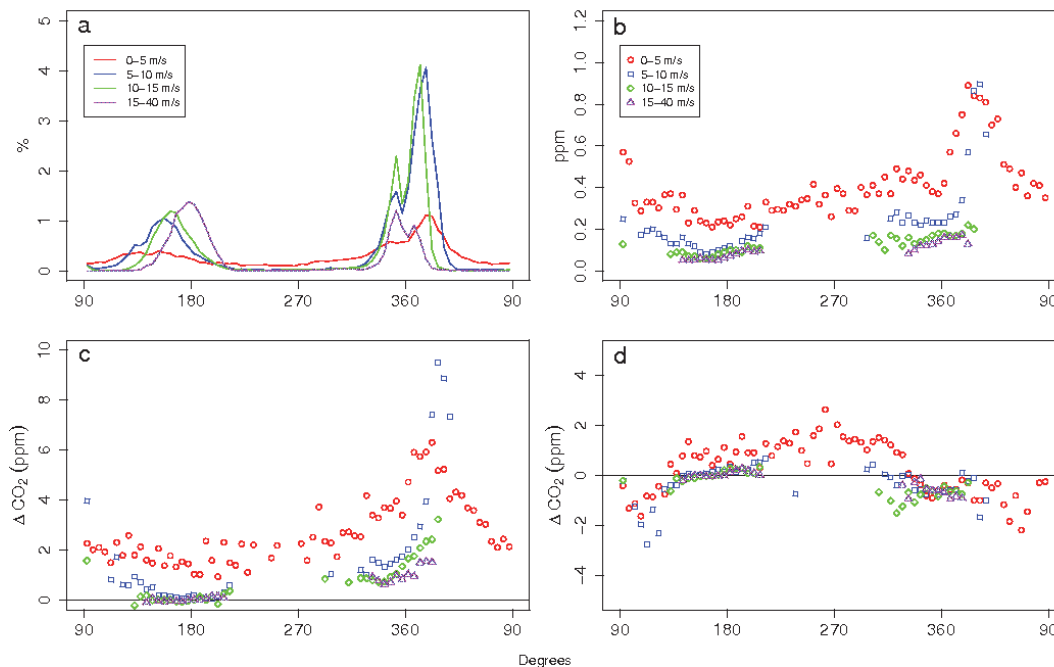 a
5
4
3
2
1
0
%
0–5 m/s
5–10 m/s
10–15 m/s
15–40 m/s
90
180
270
360
90
b
1.2
1.0
0.8
0.6
0.4
0.2
0.0
ppm
0–5 m/s
5–10 m/s
10–15 m/s
15–40 m/s
90
180
270
360
90
c
10
8
6
4
2
0
Δ CO2 (ppm)
90
180
270
360
90
d
4
2
0
-2
-4
Δ CO2 (ppm)
90
180
270
360
90
Degrees